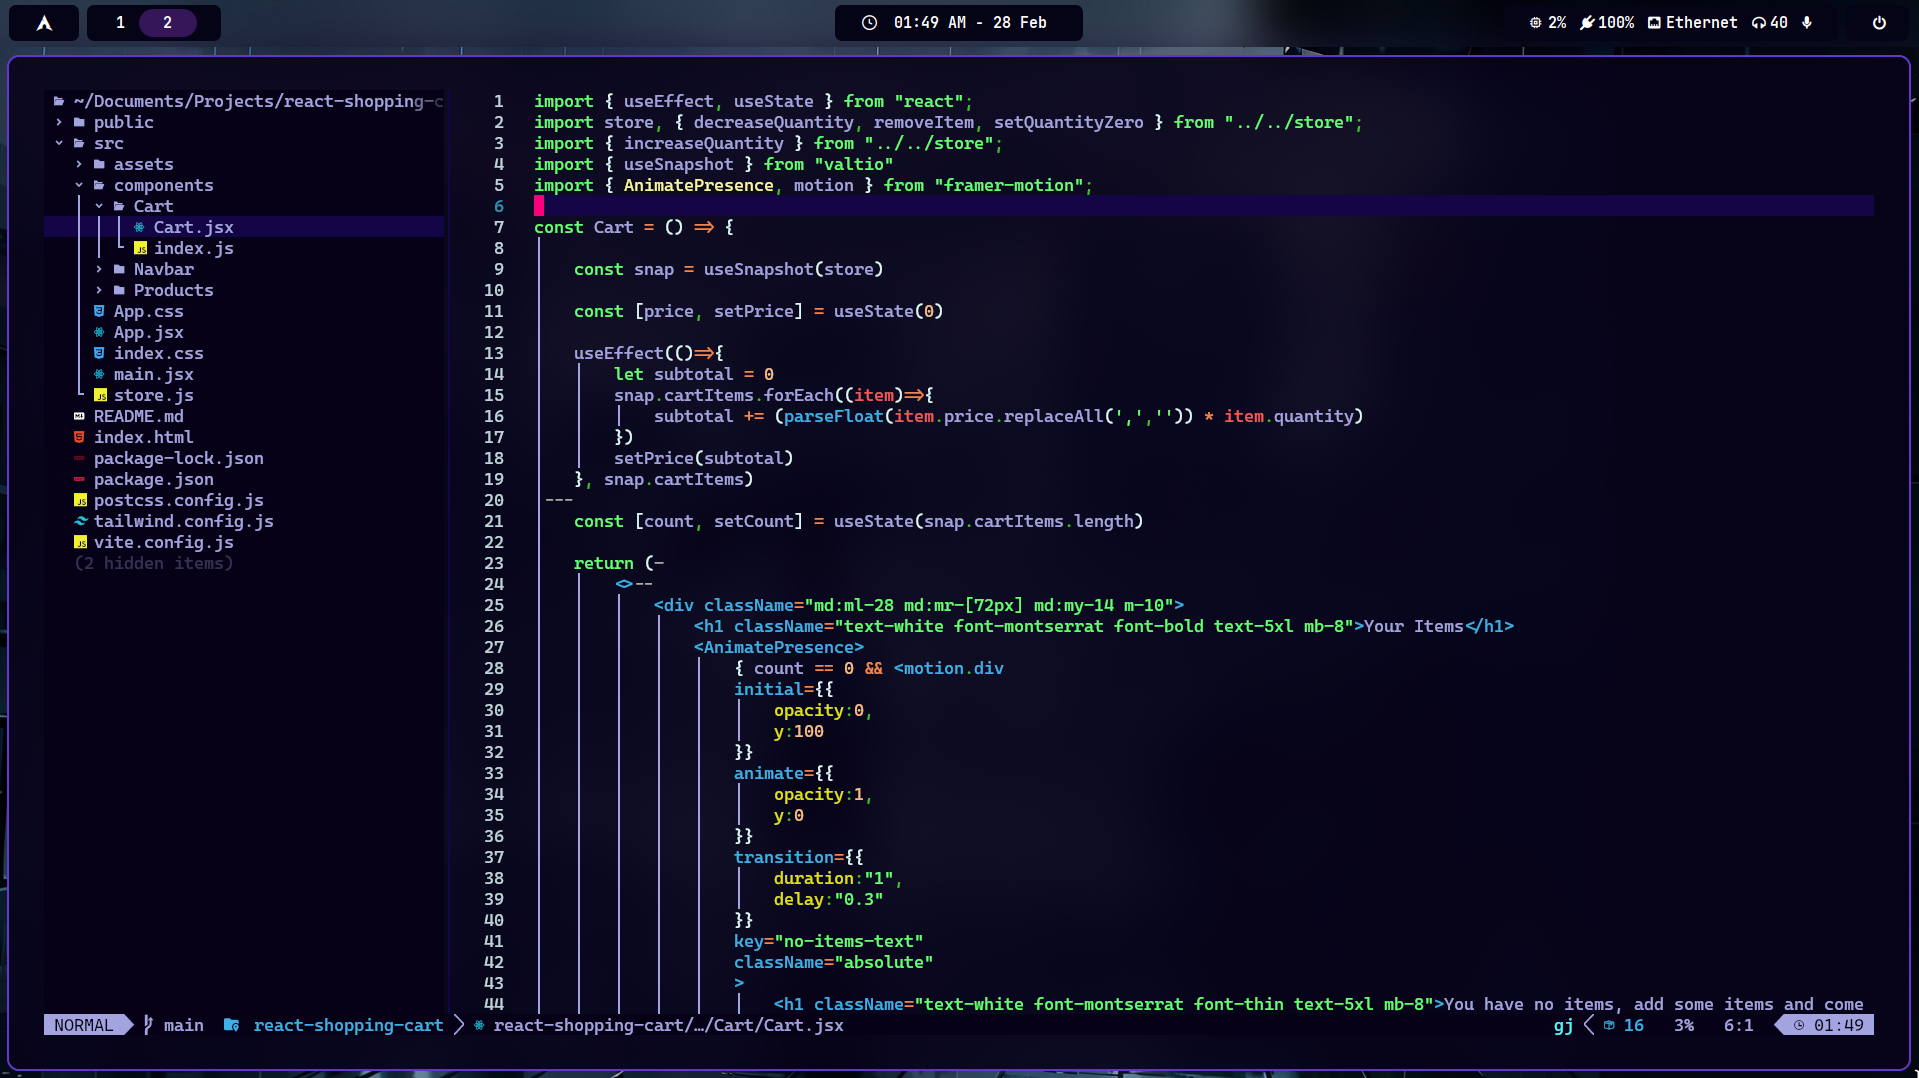 1 2 01:49 AM - 28 Feb 2% 100% Ethernet 40
~/Documents/Projects/react-shopping-c
public
src
assets
components
Cart
Cart.jsx
index.js
Navbar
Products
App.css
App.jsx
index.css
main.jsx
store.js
README.md
index.html
package-lock.json
package.json
postcss.config.js
tailwind.config.js
vite.config.js
(2 hidden items)
1 import { useEffect, useState } from "react";
2 import store, { decreaseQuantity, removeItem, setQuantityZero } from "../../store";
3 import { increaseQuantity } from "../../store";
4 import { useSnapshot } from "valtio"
5 import { AnimatePresence, motion } from "framer-motion";
6
7 const Cart = () => {
8
9 const snap = useSnapshot(store)
10
11 const [price, setPrice] = useState(0)
12
13 useEffect(()=>{
14 let subtotal = 0
15 snap.cartItems.forEach((item)=>{
16 subtotal += (parseFloat(item.price.replaceAll(',','')) * item.quantity)
17 })
18 setPrice(subtotal)
19 }, snap.cartItems)
20 ---
21 const [count, setCount] = useState(snap.cartItems.length)
22
23 return (-
24 <>--
25 <div className="md:ml-28 md:mr-[72px] md:my-14 m-10">
26 <h1 className="text-white font-montserrat font-bold text-5xl mb-8">Your Items</h1>
27 <AnimatePresence>
28 { count == 0 && <motion.div
29 initial={{
30 opacity:0,
31 y:100
32 }}
33 animate={{
34 opacity:1,
35 y:0
36 }}
37 transition={{
38 duration:"1",
39 delay:"0.3"
40 }}
41 key="no-items-text"
42 className="absolute"
43 >
44 <h1 className="text-white font-montserrat font-thin text-5xl mb-8">You have no items, add some items and come
NORMAL main react-shopping-cart react-shopping-cart/…/Cart/Cart.jsx gj 16 3% 6:1 01:49